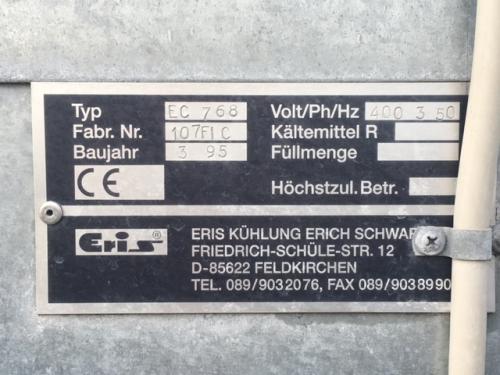 Typ EC 768 Volt/Ph/Hz 400 3 50
Fabr. Nr. 107FIC Kältemittel R
Baujahr 3 95 Füllmenge
CE Höchstzul. Betr.
Eris® ERIS KÜHLUNG ERICH SCHWAR
FRIEDRICH-SCHÜLE-STR. 12
D-85622 FELDKIRCHEN
TEL. 089/9032076, FAX 089/9038990